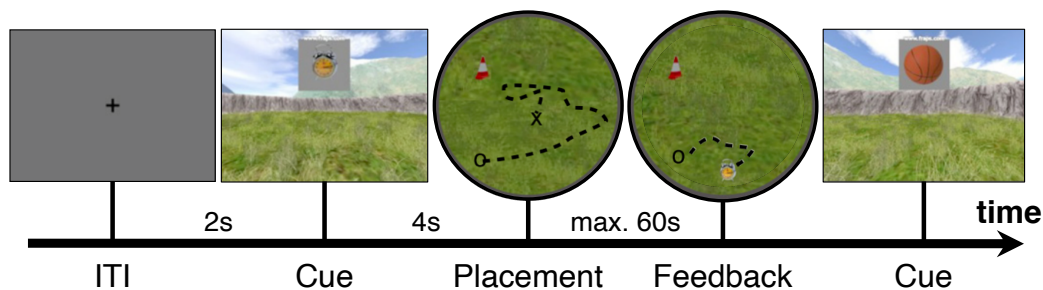 +
x
o
o
2s
4s
max. 60s
time
ITI
Cue
Placement
Feedback
Cue